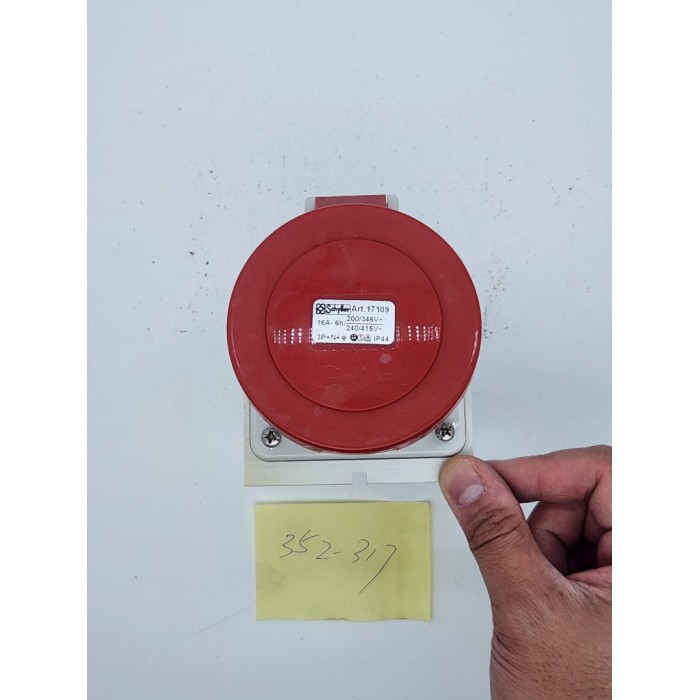 Schyller Art.17109
16A- 6h/ 200/346V~
240/415V~
3P+N+⏚ IP44
352-317